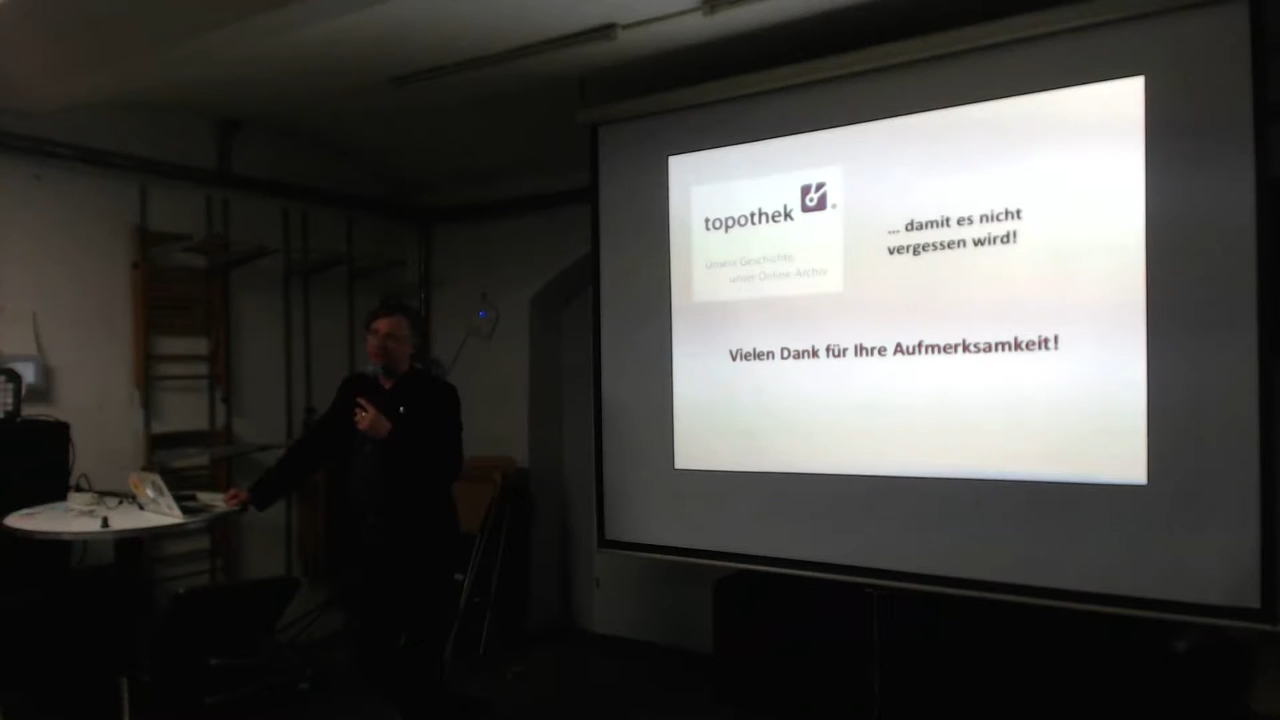 topothek
Unsere Geschichte,
unser Online-Archiv
... damit es nicht
vergessen wird!
Vielen Dank für Ihre Aufmerksamkeit!